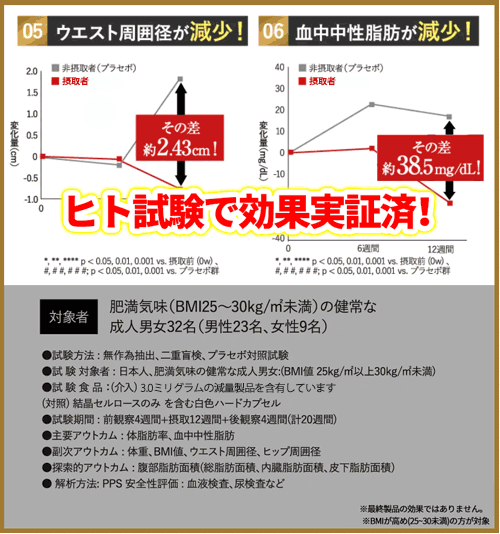 05 ウエスト周囲径が減少！
06 血中中性脂肪が減少！
2.0
1.5
1.0
0.5
0
-0.5
変化量(cm)
非摂取者(プラセボ)
摂取者
その差
約2.43cm！
0
40
30
20
10
0
-10
-40
変化量(mg/dL)
非摂取者(プラセボ)
摂取者
その差
約38.5mg/dL！
6週間
12週間
ヒト試験で効果実証済！
*, **, **** p < 0.05, 0.01, 0.001 vs. 摂取前 (0w) 、
#, # #, # # #; p < 0.05, 0.01, 0.001 vs. プラセボ群
*, **, **** p < 0.05, 0.01, 0.001 vs. 摂取前 (0w) 、
#, # #, # # #; p < 0.05, 0.01, 0.001 vs. プラセボ群
対象者
肥満気味(BMI25〜30kg/㎡未満)の健常な
成人男女32名(男性23名、女性9名)
●試験方法 : 無作為抽出、二重盲検、プラセボ対照試験
●試 験 対象者 : 日本人、肥満気味の健常な成人男女:(BMI値 25kg/㎡以上30kg/㎡未満)
●試 験 食 品 : (介入) 3.0ミリグラムの減量製品を含有しています
(対照) 結晶セルロースのみ を含む白色ハードカプセル
●試験期間 : 前観察4週間+摂取12週間+後観察4週間(計20週間)
●主要アウトカム : 体脂肪率、血中中性脂肪
●副次アウトカム : 体重、BMI値、ウエスト周囲径、ヒップ周囲径
●探索的アウトカム : 腹部脂肪面積(総脂肪面積、内臓脂肪面積、皮下脂肪面積)
● 解析方法: PPS 安全性評価 : 血液検査、尿検査など
※最終製品の効果ではありません。
※BMIが高め(25~30未満)の方が対象